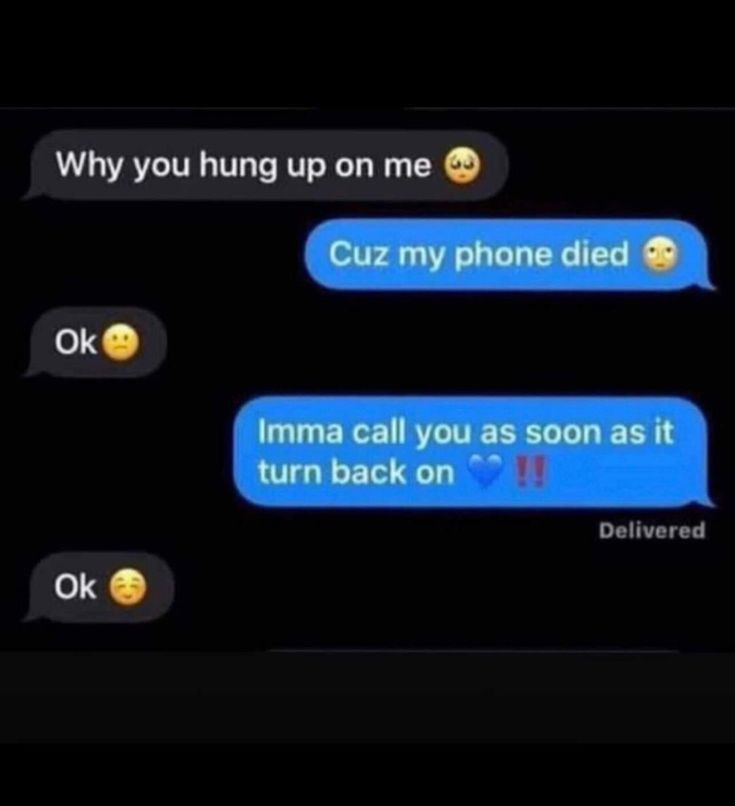 Why you hung up on me 🥺
Cuz my phone died 🙄
Ok😕
Imma call you as soon as it
turn back on 💙‼️
Delivered
Ok ☺️